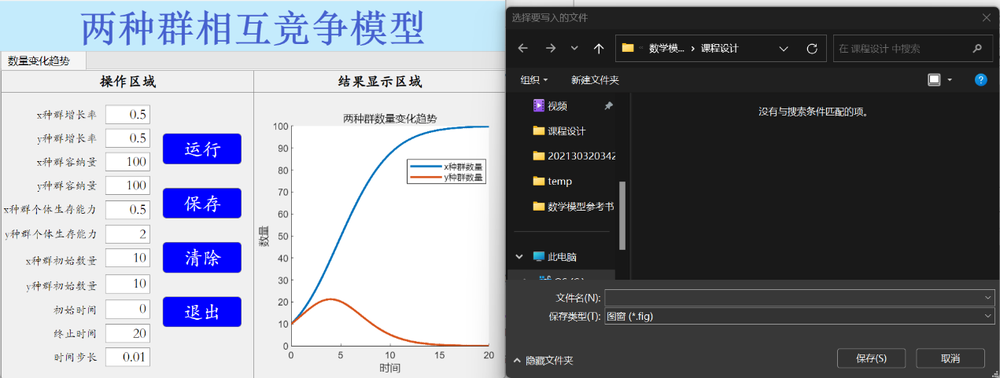 两种群相互竞争模型
数量变化趋势
操作区域
x种群增长率 0.5
y种群增长率 0.5
x种群容纳量 100
y种群容纳量 100
x种群个体生存能力 0.5
y种群个体生存能力 2
x种群初始数量 10
y种群初始数量 10
初始时间 0
终止时间 20
时间步长 0.01
运行
保存
清除
退出
结果显示区域
两种群数量变化趋势
100
90
80
70
60
50
40
30
20
10
0
数量
x种群数量
y种群数量
0 5 10 15 20
时间
选择要写入的文件
数学模... › 课程设计
在 课程设计 中搜索
组织 新建文件夹
视频
课程设计
202130320342
temp
数学模型参考书
此电脑
没有与搜索条件匹配的项。
文件名(N):
保存类型(T): 图窗 (*.fig)
隐藏文件夹
保存(S) 取消